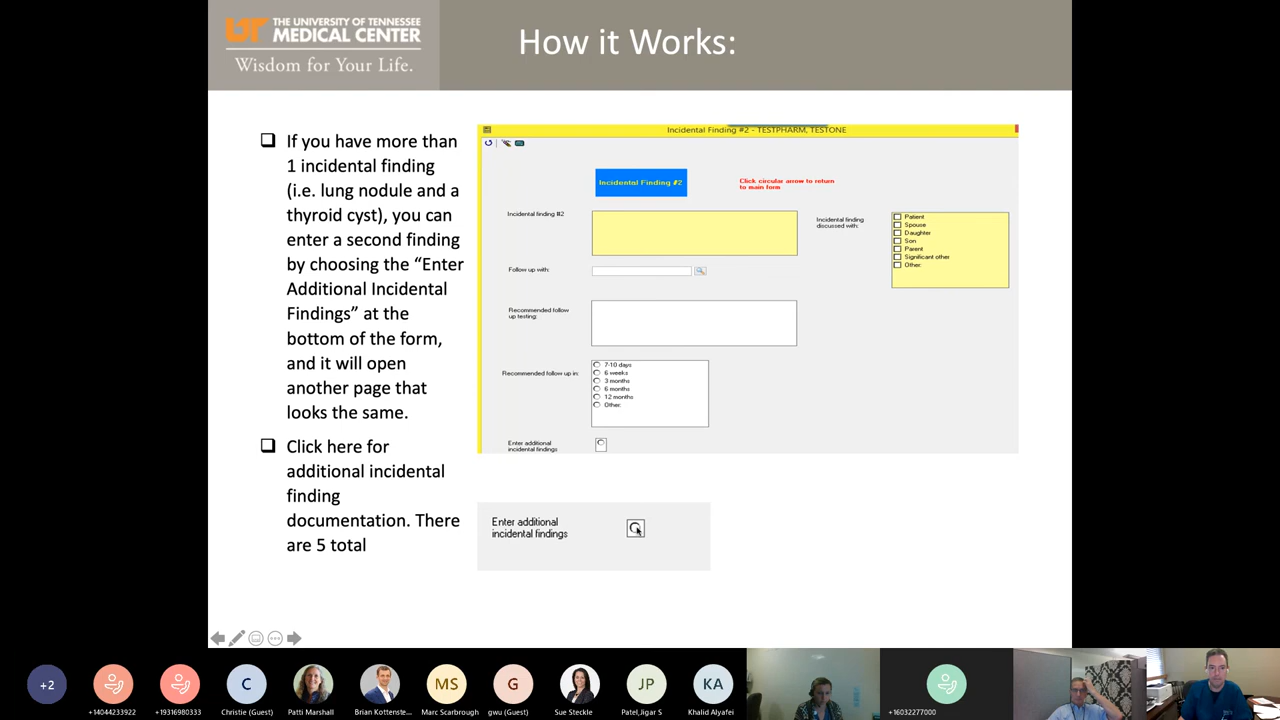 THE UNIVERSITY OF TENNESSEE
MEDICAL CENTER
Wisdom for Your Life.
How it Works:
If you have more than
1 incidental finding
(i.e. lung nodule and a
thyroid cyst), you can
enter a second finding
by choosing the “Enter
Additional Incidental
Findings” at the
bottom of the form,
and it will open
another page that
looks the same.
Click here for
additional incidental
finding
documentation. There
are 5 total
Incidental Finding #2 - TESTPHARM, TESTONE
Incidental Finding #2
Click circular arrow to return
to main form
Incidental finding #2
Incidental finding
discussed with:
Patient
Spouse
Daughter
Son
Parent
Significant other
Other:
Follow up with:
Recommended follow
up testing:
Recommended follow up in:
7-10 days
6 weeks
3 months
6 months
12 months
Other:
Enter additional
incidental findings
Enter additional
incidental findings
+2
C
MS
G
JP
KA
+14044233922
+19316980333
Christie (Guest)
Patti Marshall
Brian Kottenste...
Marc Scarbrough
gwu (Guest)
Sue Steckle
Patel,Jigar S
Khalid Alyafei
+16032277000